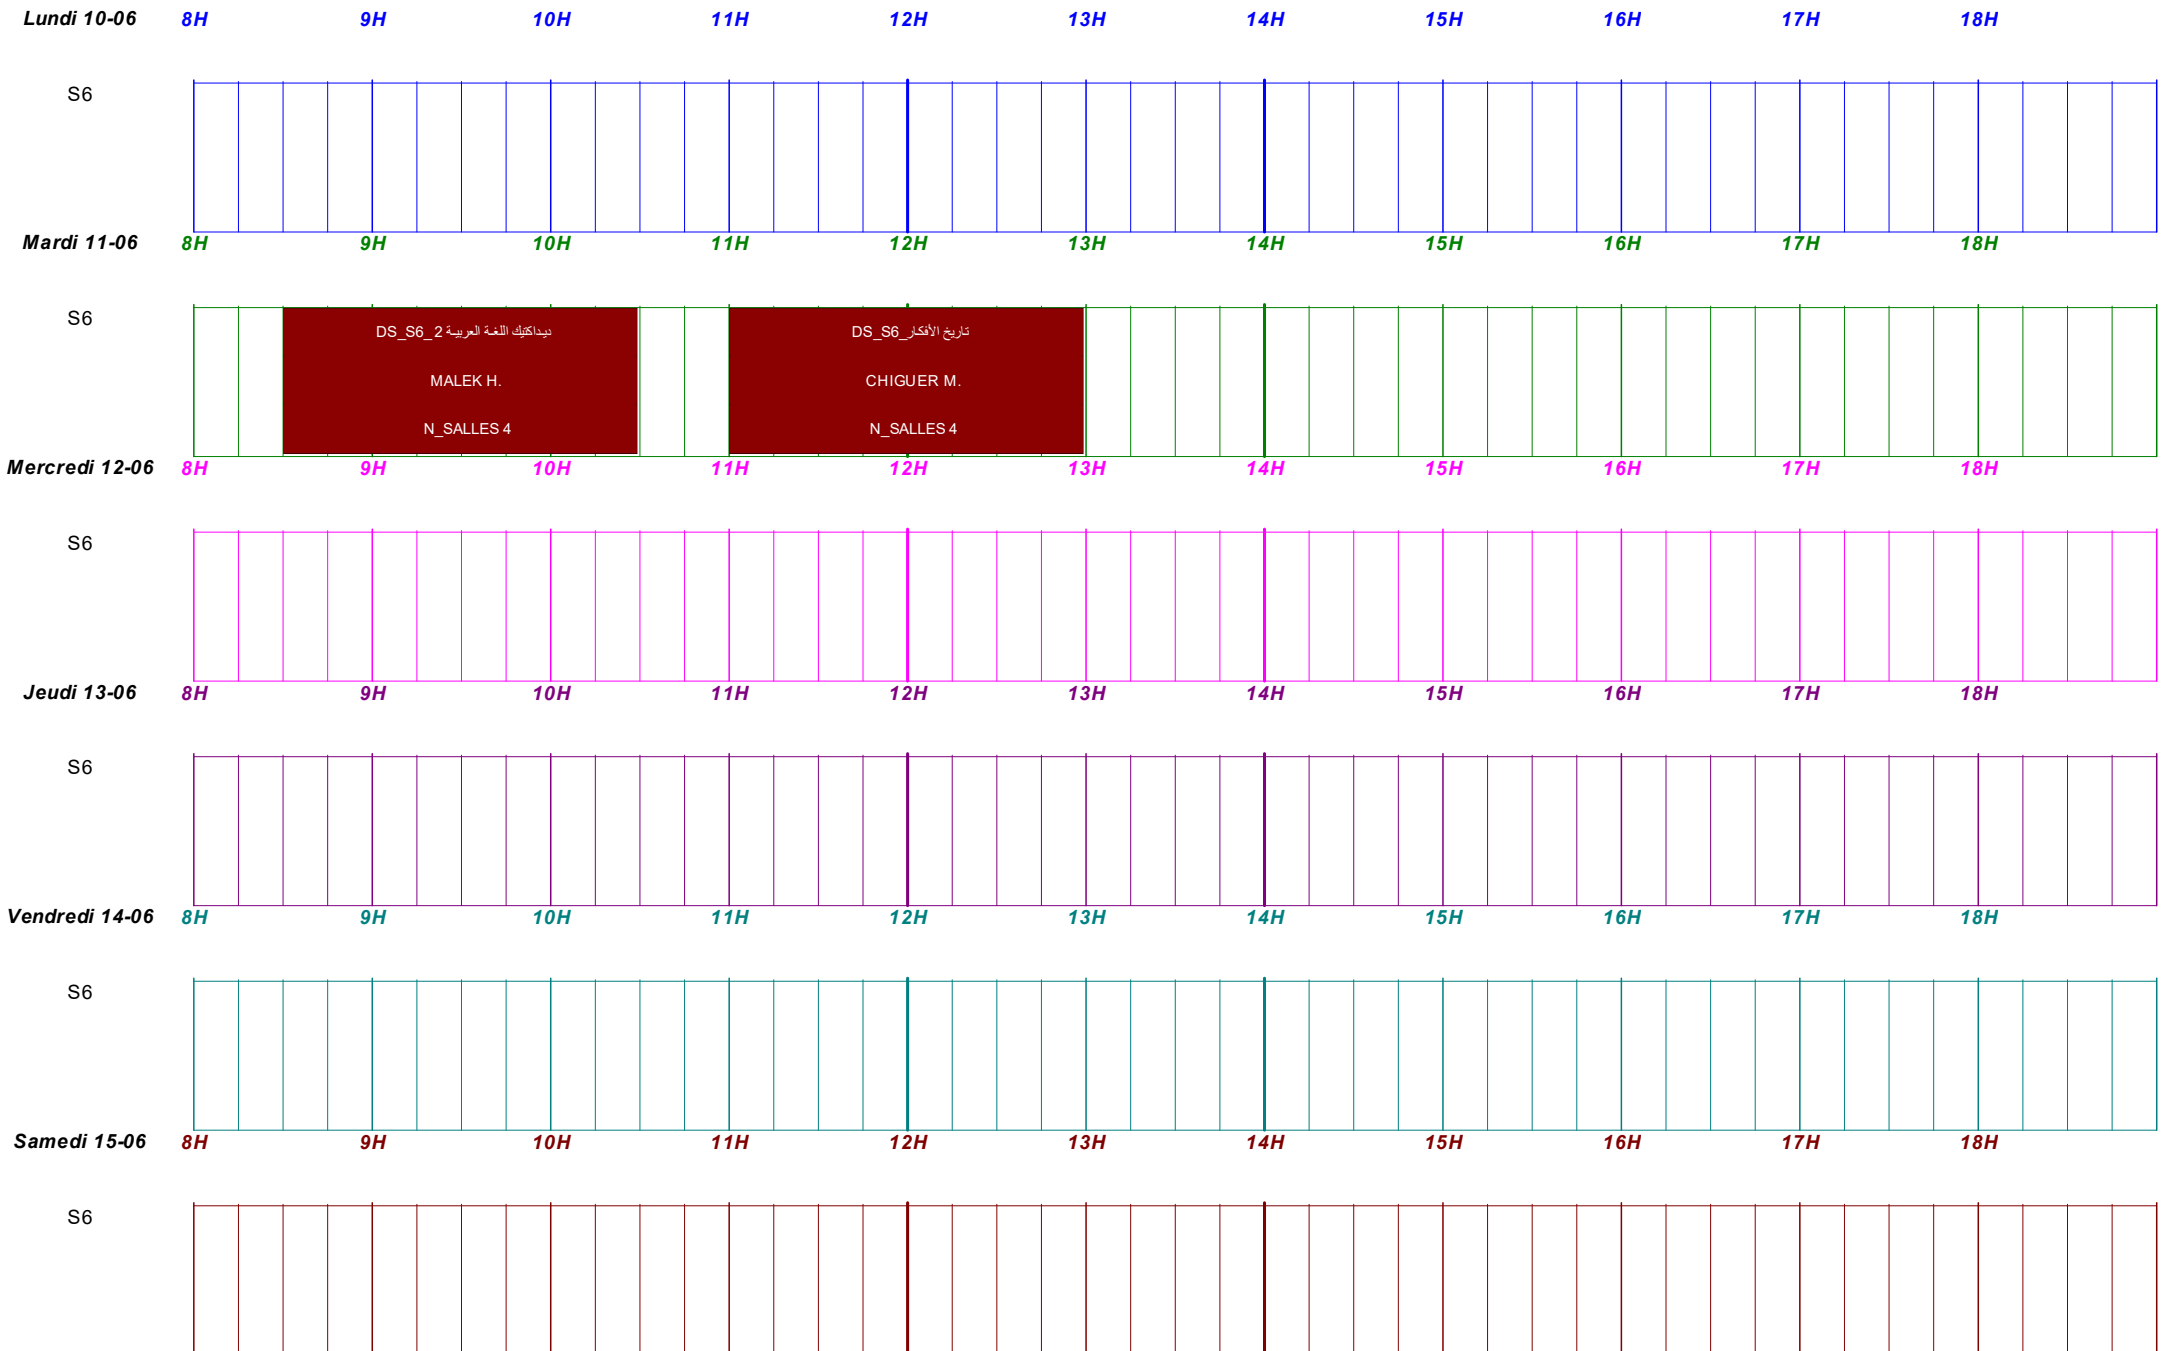 Lundi 10-06 8H 9H 10H 11H 12H 13H 14H 15H 16H 17H 18H
S6
Mardi 11-06 8H 9H 10H 11H 12H 13H 14H 15H 16H 17H 18H
S6
DS_S6_2 ديداكتيك اللغة العربية
MALEK H.
N_SALLES 4
DS_S6_تاريخ الأفكار
CHIGUER M.
N_SALLES 4
Mercredi 12-06 8H 9H 10H 11H 12H 13H 14H 15H 16H 17H 18H
S6
Jeudi 13-06 8H 9H 10H 11H 12H 13H 14H 15H 16H 17H 18H
S6
Vendredi 14-06 8H 9H 10H 11H 12H 13H 14H 15H 16H 17H 18H
S6
Samedi 15-06 8H 9H 10H 11H 12H 13H 14H 15H 16H 17H 18H
S6